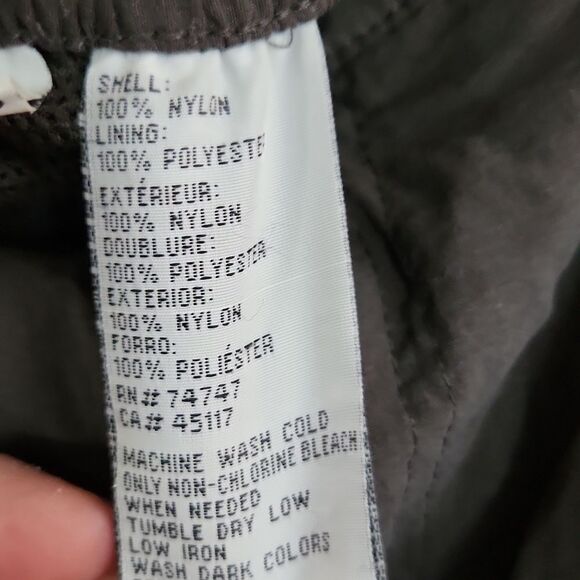 SHELL:
100% NYLON
LINING:
100% POLYESTER
EXTÉRIEUR:
100% NYLON
DOUBLURE:
100% POLYESTER
EXTERIOR:
100% NYLON
FORRO:
100% POLIÉSTER
RN# 74747
CA# 45117
MACHINE WASH COLD
ONLY NON-CHLORINE BLEACH
WHEN NEEDED
TUMBLE DRY LOW
LOW IRON
WASH DARK COLORS